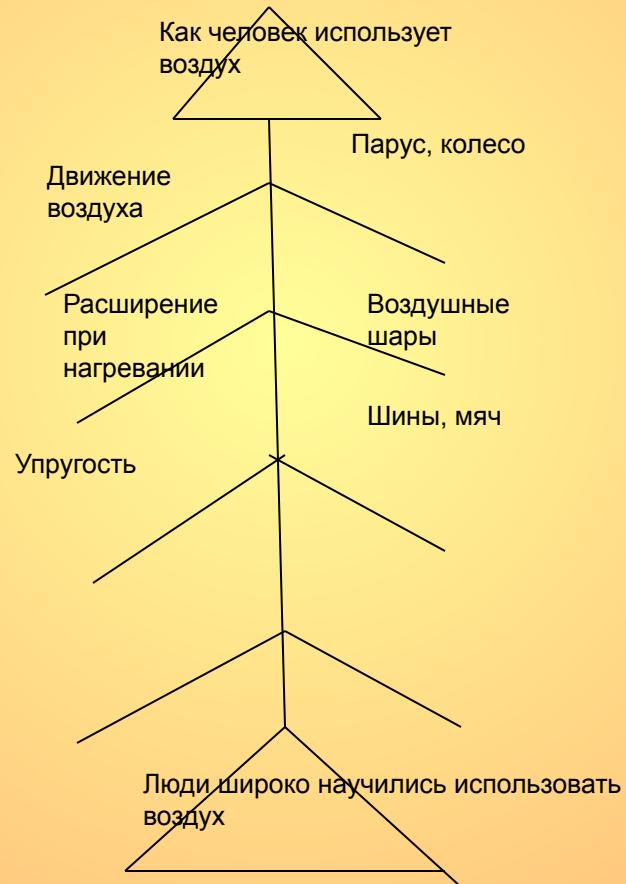 Как человек использует
воздух
Парус, колесо
Движение
воздуха
Расширение
при
нагревании
Воздушные
шары
Шины, мяч
Упругость
Люди широко научились использовать
воздух